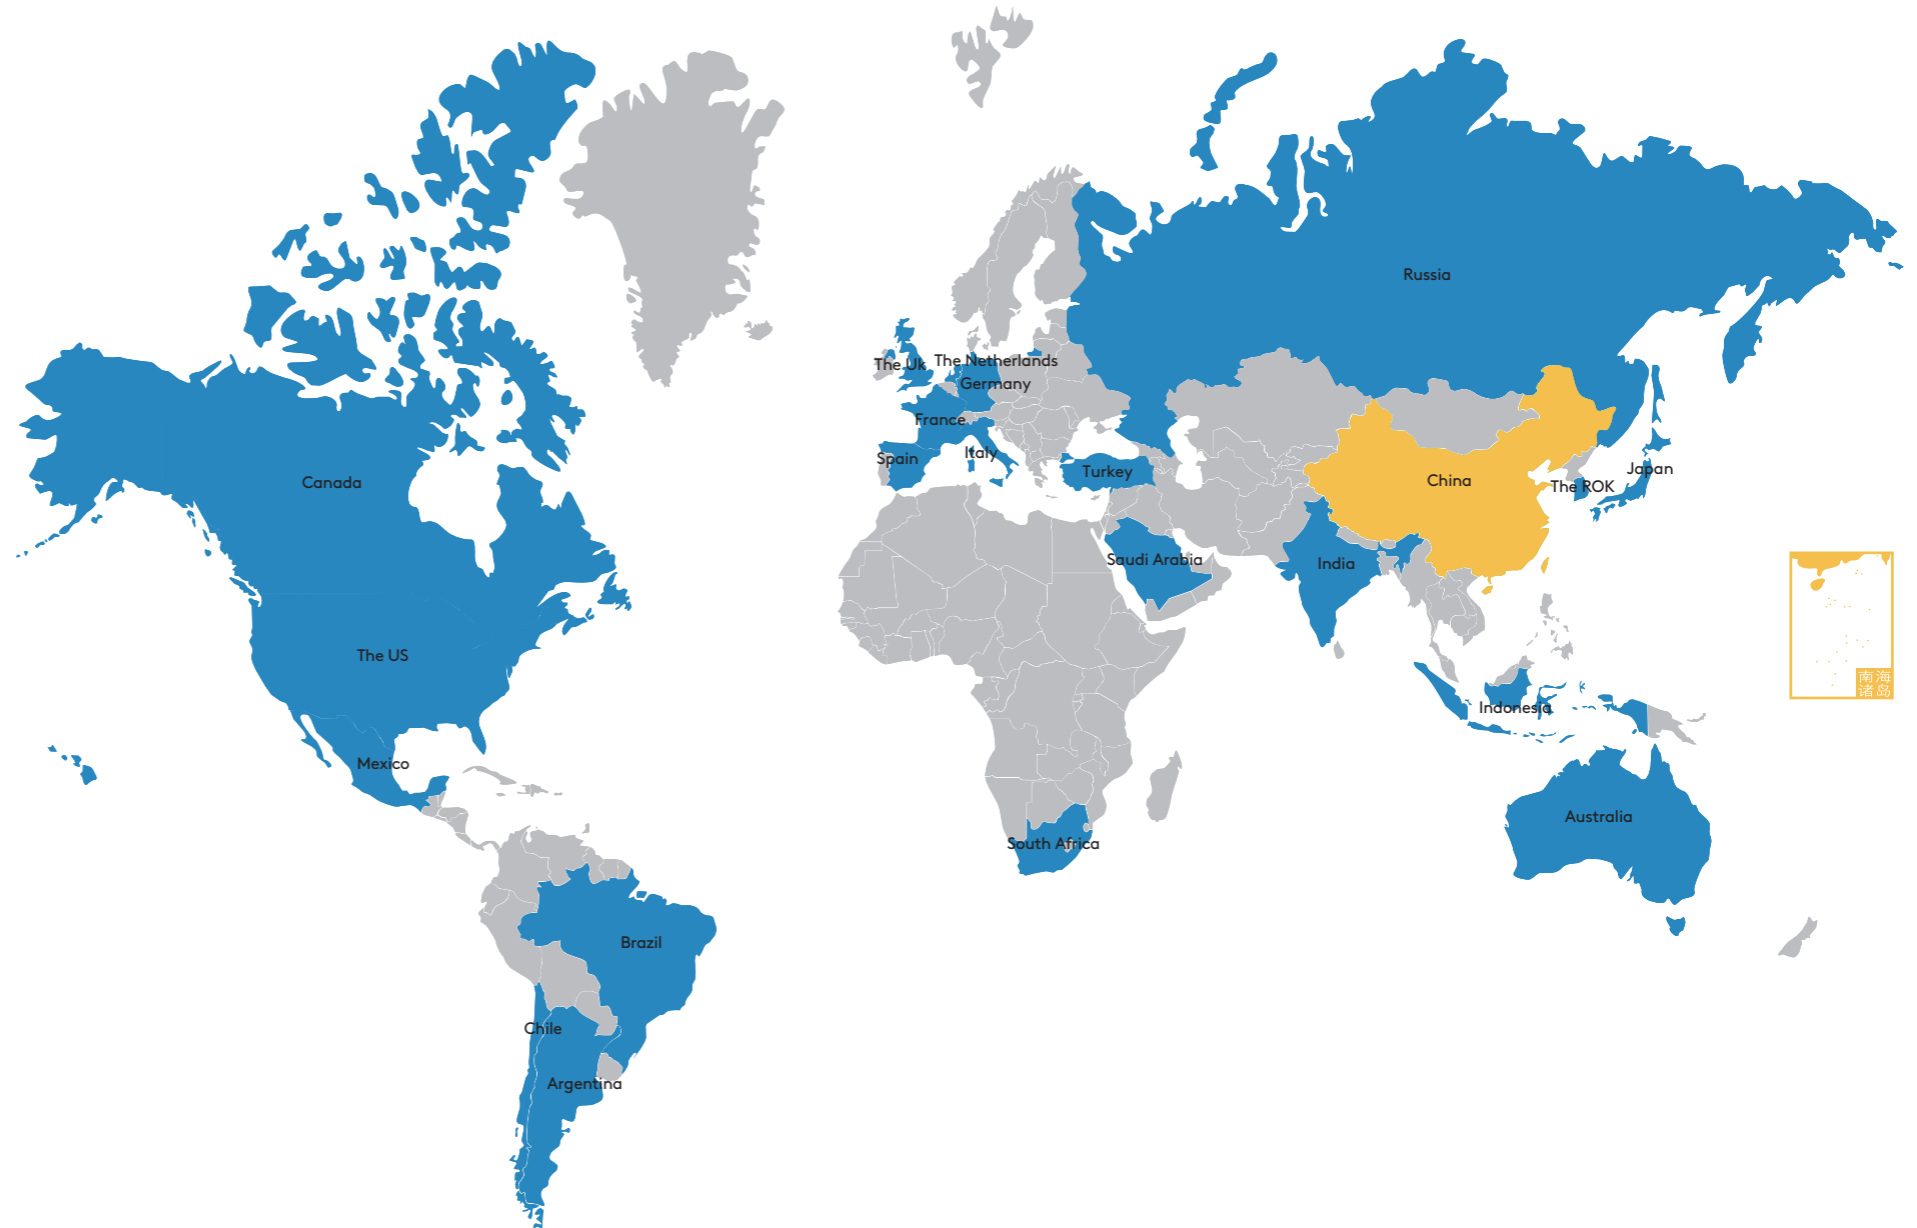 Russia
The Uk
The Netherlands
Germany
France
Spain
Italy
Turkey
China
Japan
The ROK
Canada
Saudi Arabia
India
The US
南海
诸岛
Indonesia
Mexico
Australia
South Africa
Brazil
Chile
Argentina